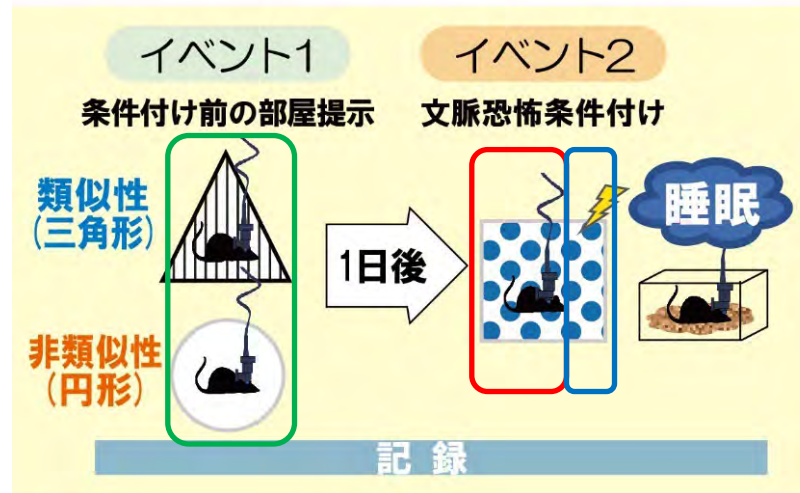 イベント1
イベント2
条件付け前の部屋提示
文脈恐怖条件付け
類似性
(三角形)
1日後
睡眠
非類似性
(円形)
記録